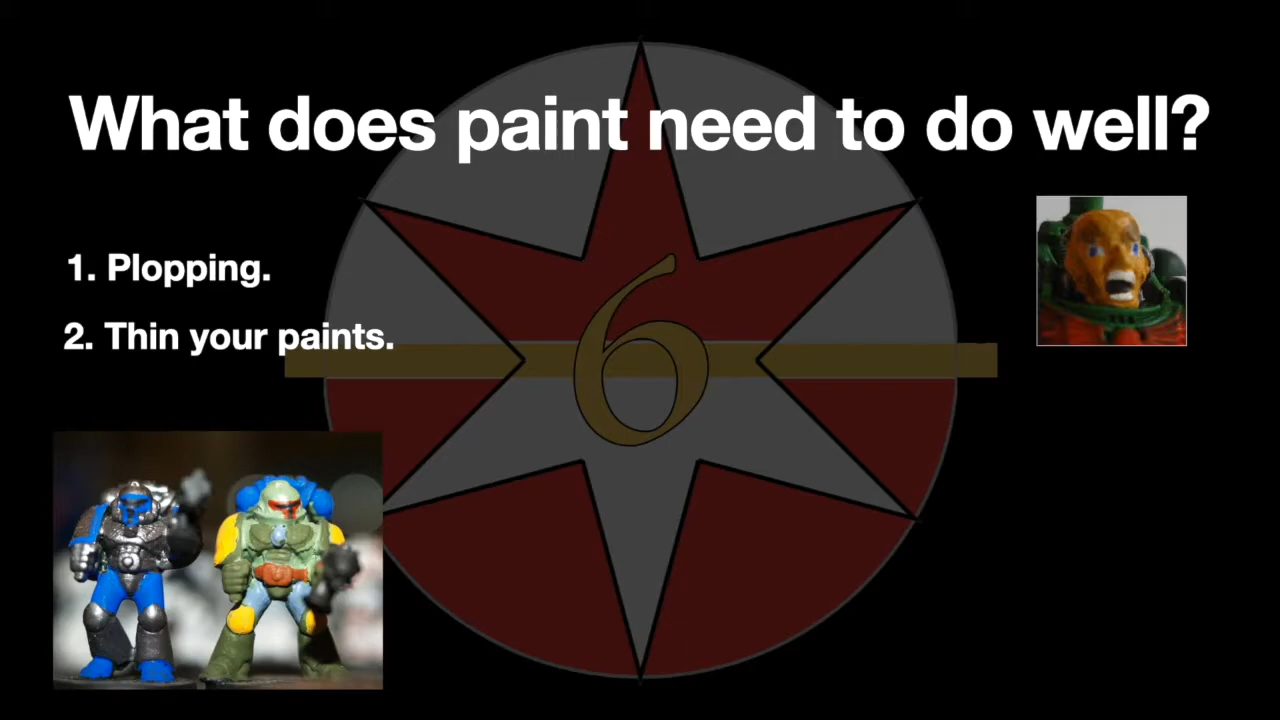 What does paint need to do well?
1. Plopping.
2. Thin your paints.
6